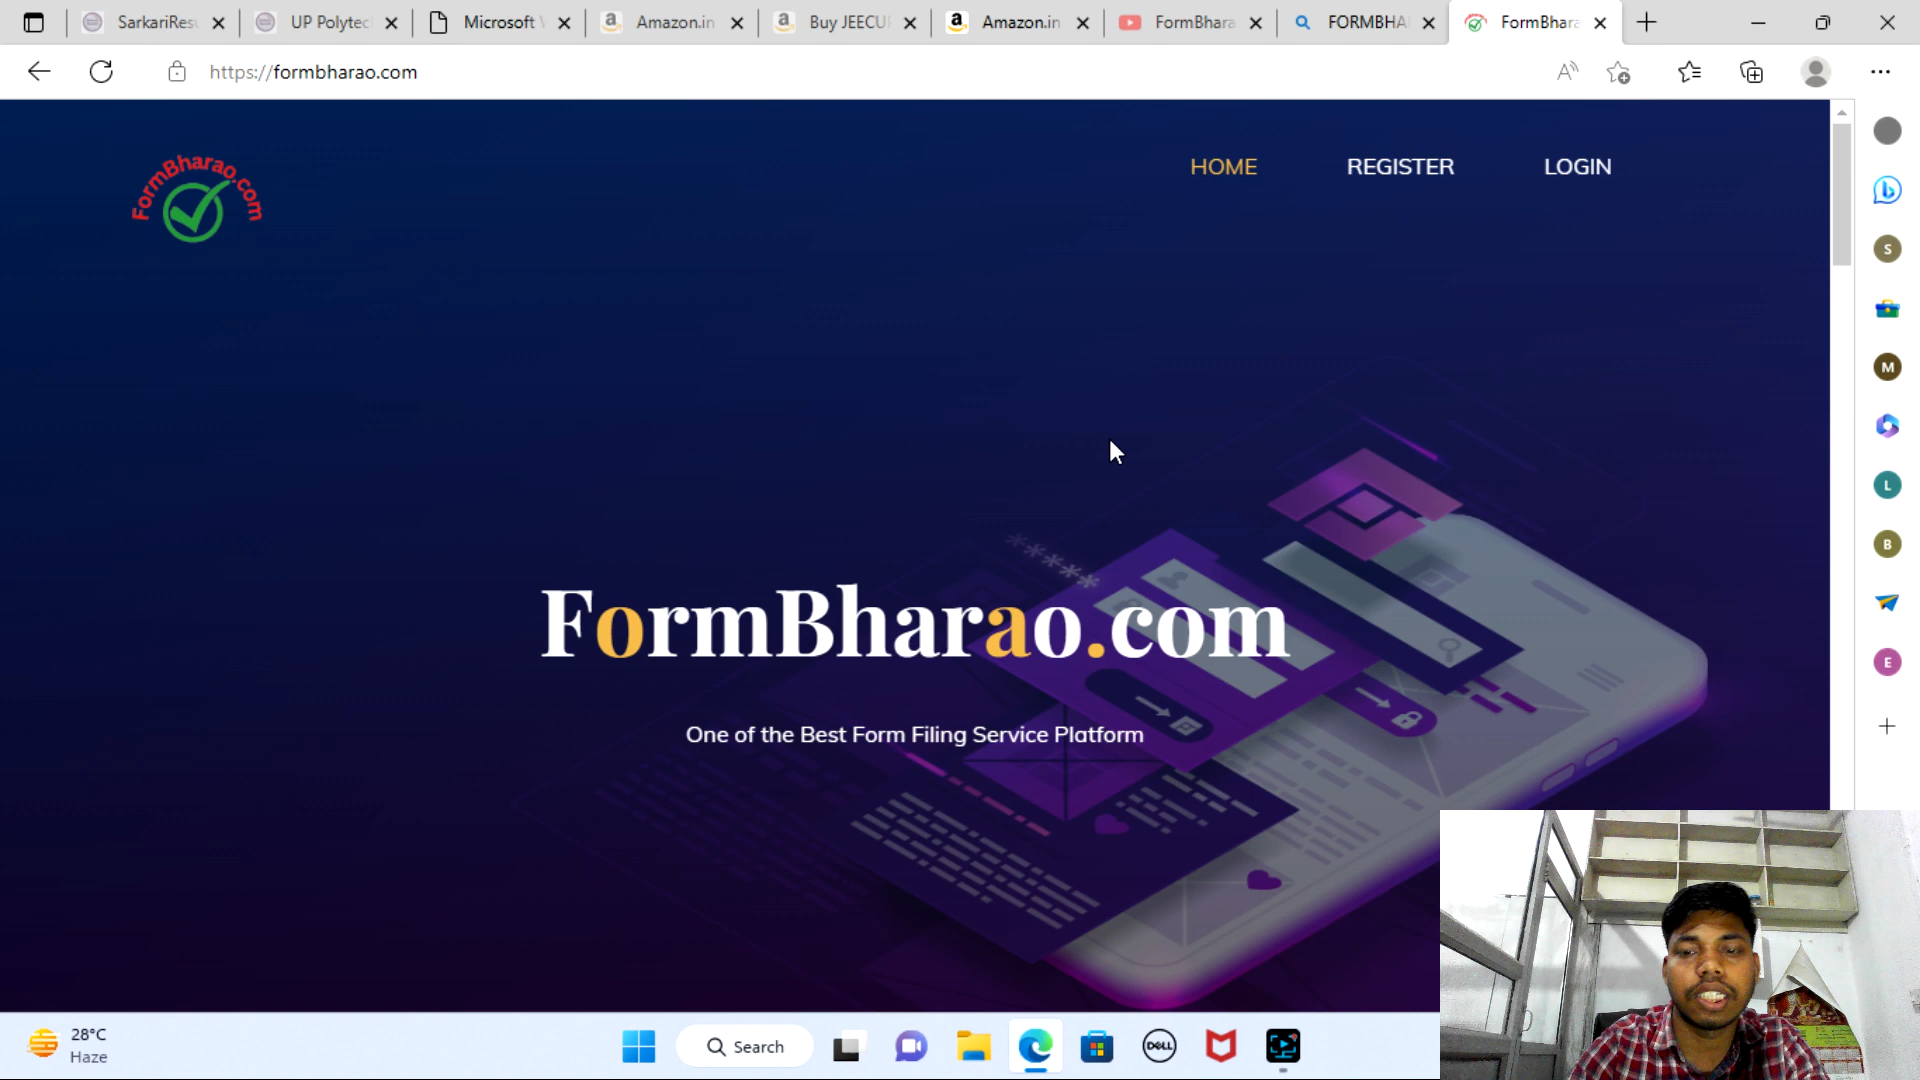 SarkariRes
UP Polytec
Microsoft
Amazon.in
Buy JEECU
Amazon.in
FormBhara
FORMBHA
FormBhara
https://formbharao.com
FormBharao.com
HOME
REGISTER
LOGIN
S
M
L
B
E
*****
FormBharao.com
One of the Best Form Filing Service Platform
28°C
Haze
Search
DELL